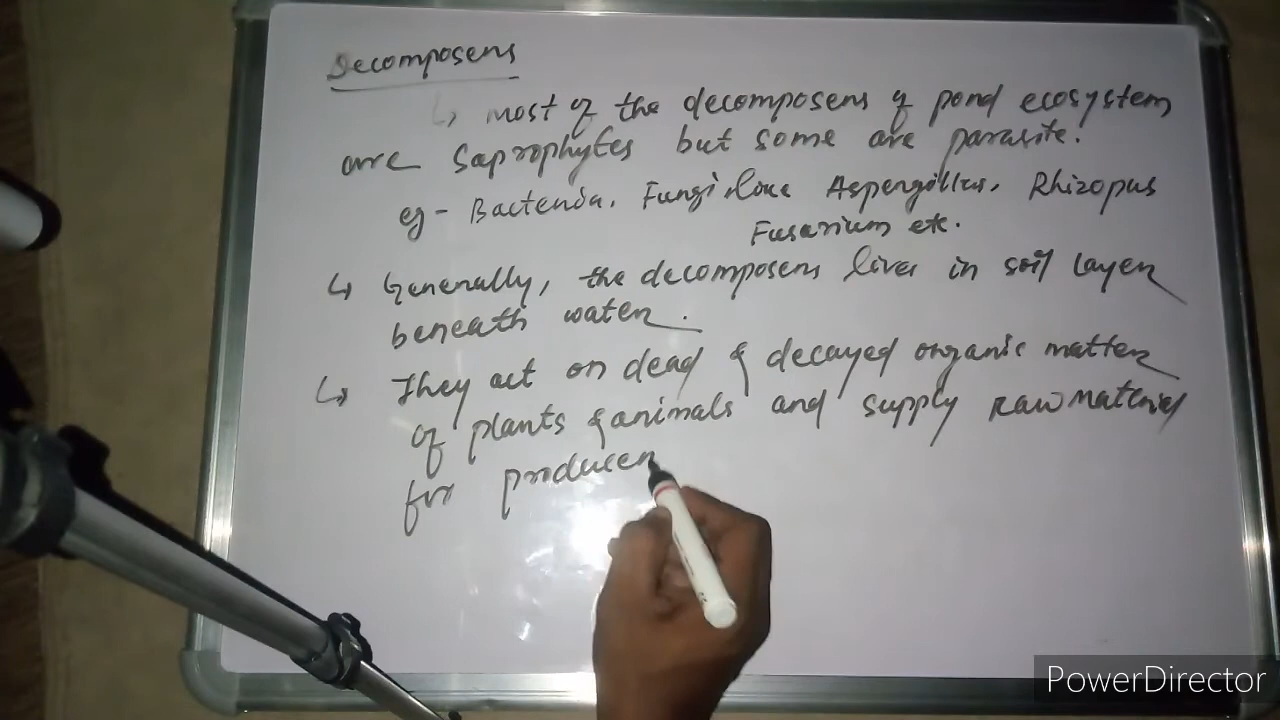 Decomposers
↳ most of the decomposers of pond ecosystem
are saprophytes but some are parasite.
eg- Bacteria, Fungi like Aspergillus, Rhizopus
Fusarium etc.
↳ Generally, the decomposers lives in soil layer
beneath water.
↳ They act on dead & decayed organic matter
of plants & animals and supply raw material
for producer
PowerDirector